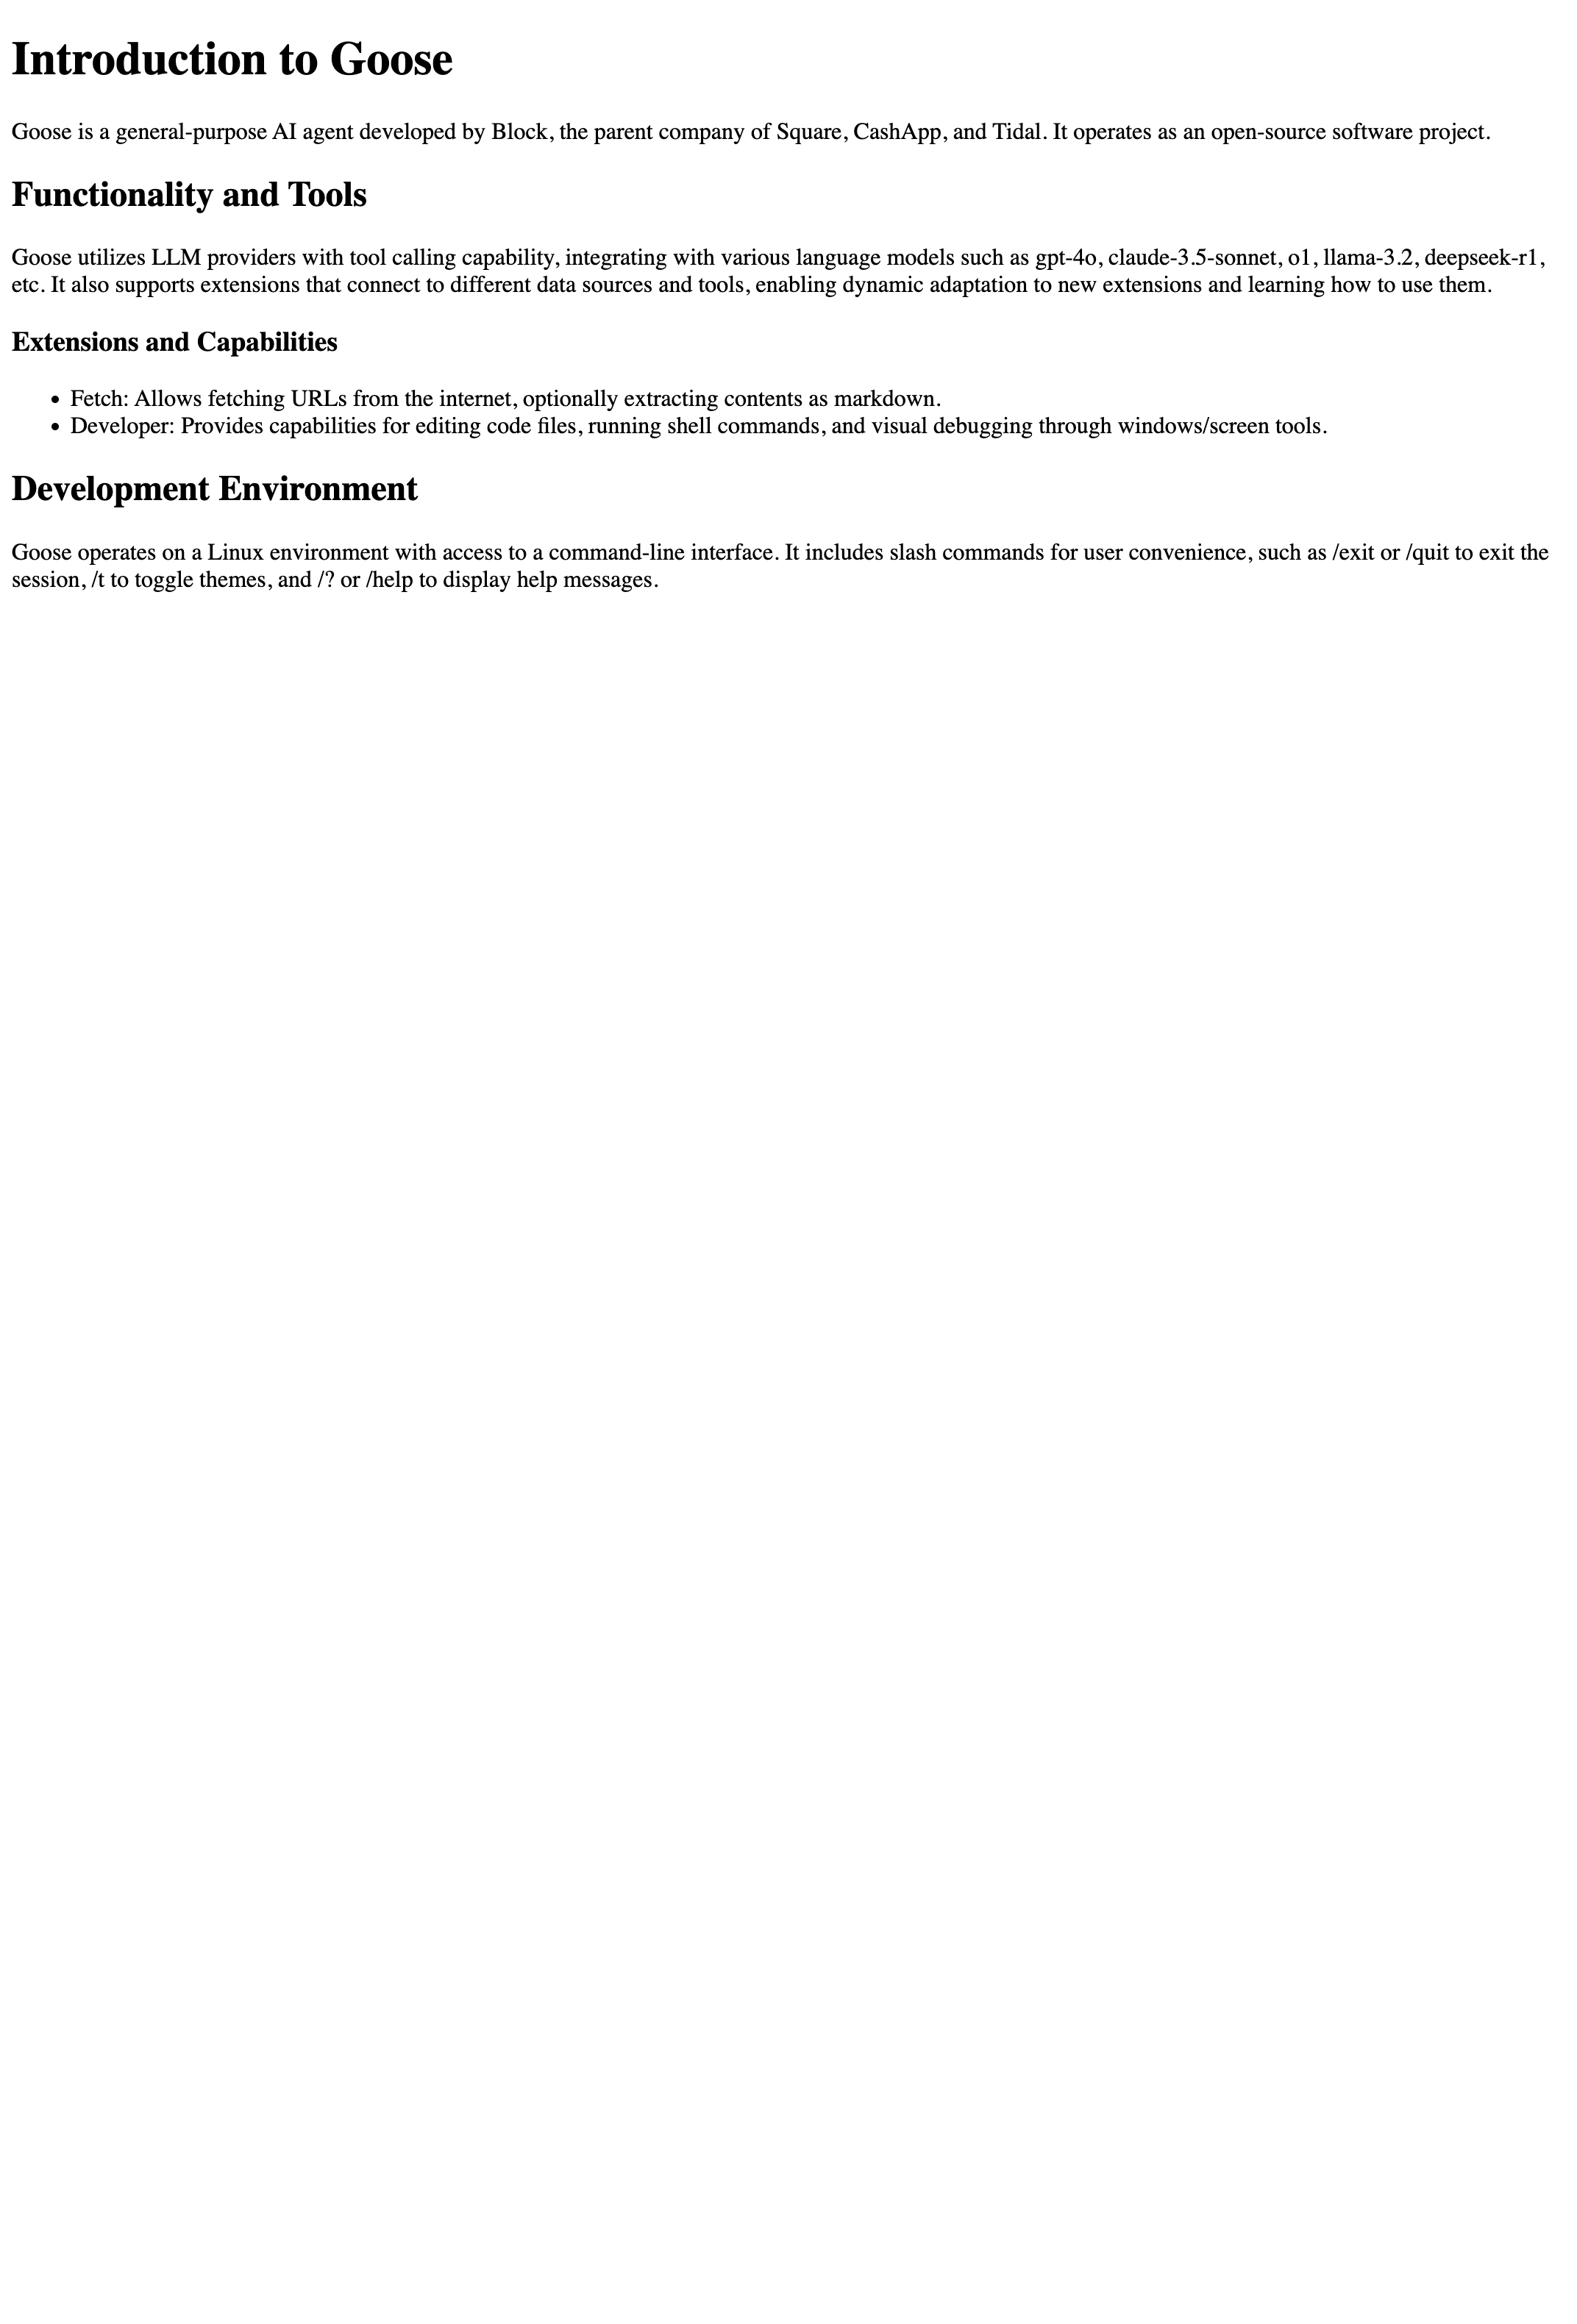 Introduction to Goose
Goose is a general-purpose AI agent developed by Block, the parent company of Square, CashApp, and Tidal. It operates as an open-source software project.
Functionality and Tools
Goose utilizes LLM providers with tool calling capability, integrating with various language models such as gpt-4o, claude-3.5-sonnet, o1, llama-3.2, deepseek-r1,
etc. It also supports extensions that connect to different data sources and tools, enabling dynamic adaptation to new extensions and learning how to use them.
Extensions and Capabilities
• Fetch: Allows fetching URLs from the internet, optionally extracting contents as markdown.
• Developer: Provides capabilities for editing code files, running shell commands, and visual debugging through windows/screen tools.
Development Environment
Goose operates on a Linux environment with access to a command-line interface. It includes slash commands for user convenience, such as /exit or /quit to exit the
session, /t to toggle themes, and /? or /help to display help messages.